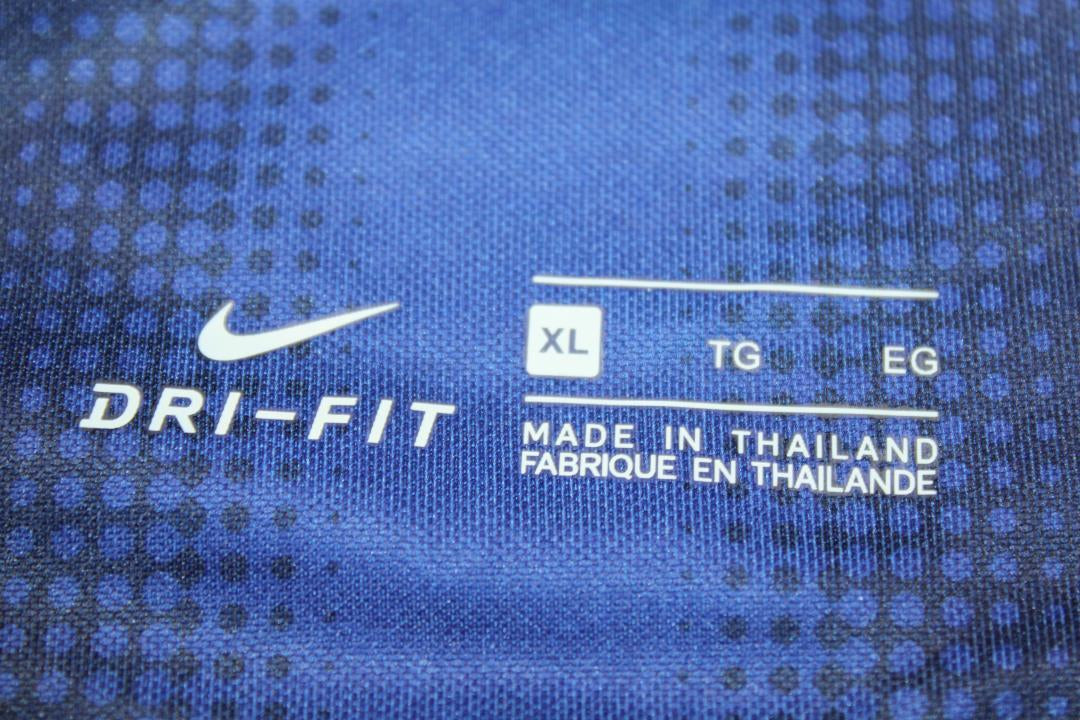 DRI-FIT
XL TG EG
MADE IN THAILAND
FABRIQUE EN THAILANDE